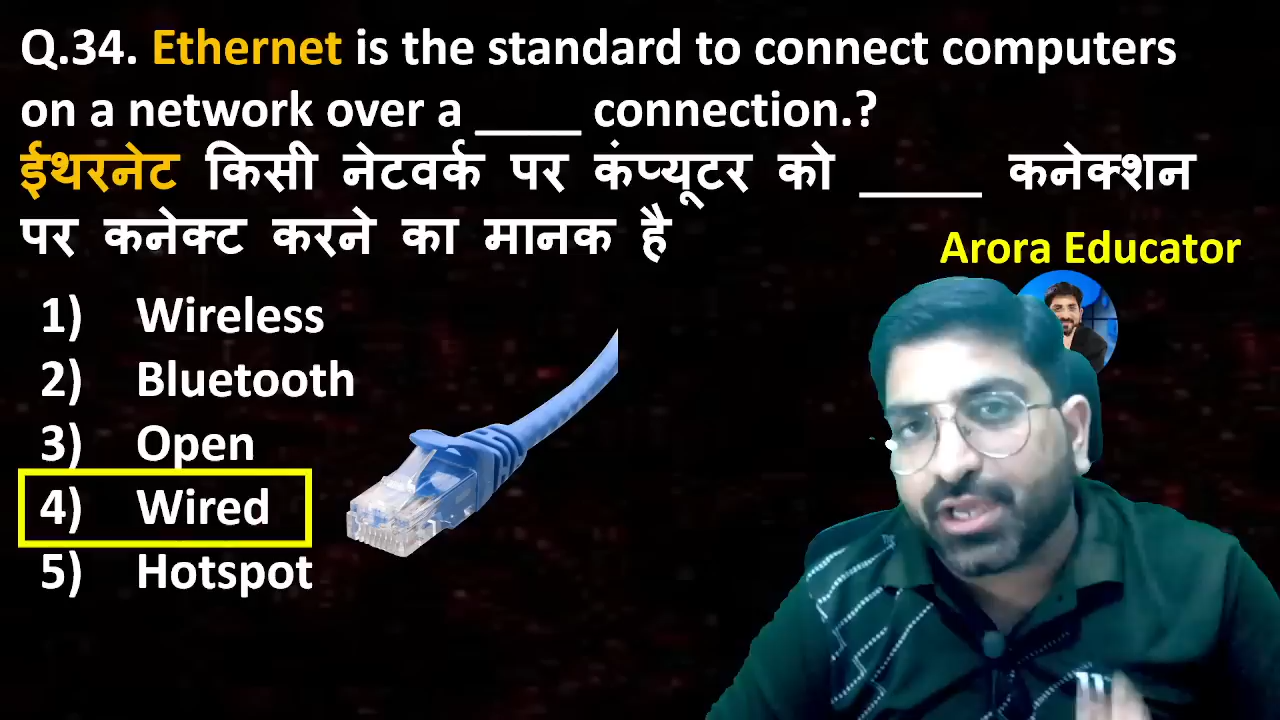 Q.34. Ethernet is the standard to connect computers
on a network over a ____ connection.?
ईथरनेट किसी नेटवर्क पर कंप्यूटर को ____ कनेक्शन
पर कनेक्ट करने का मानक है
Arora Educator
1) Wireless
2) Bluetooth
3) Open
4) Wired
5) Hotspot